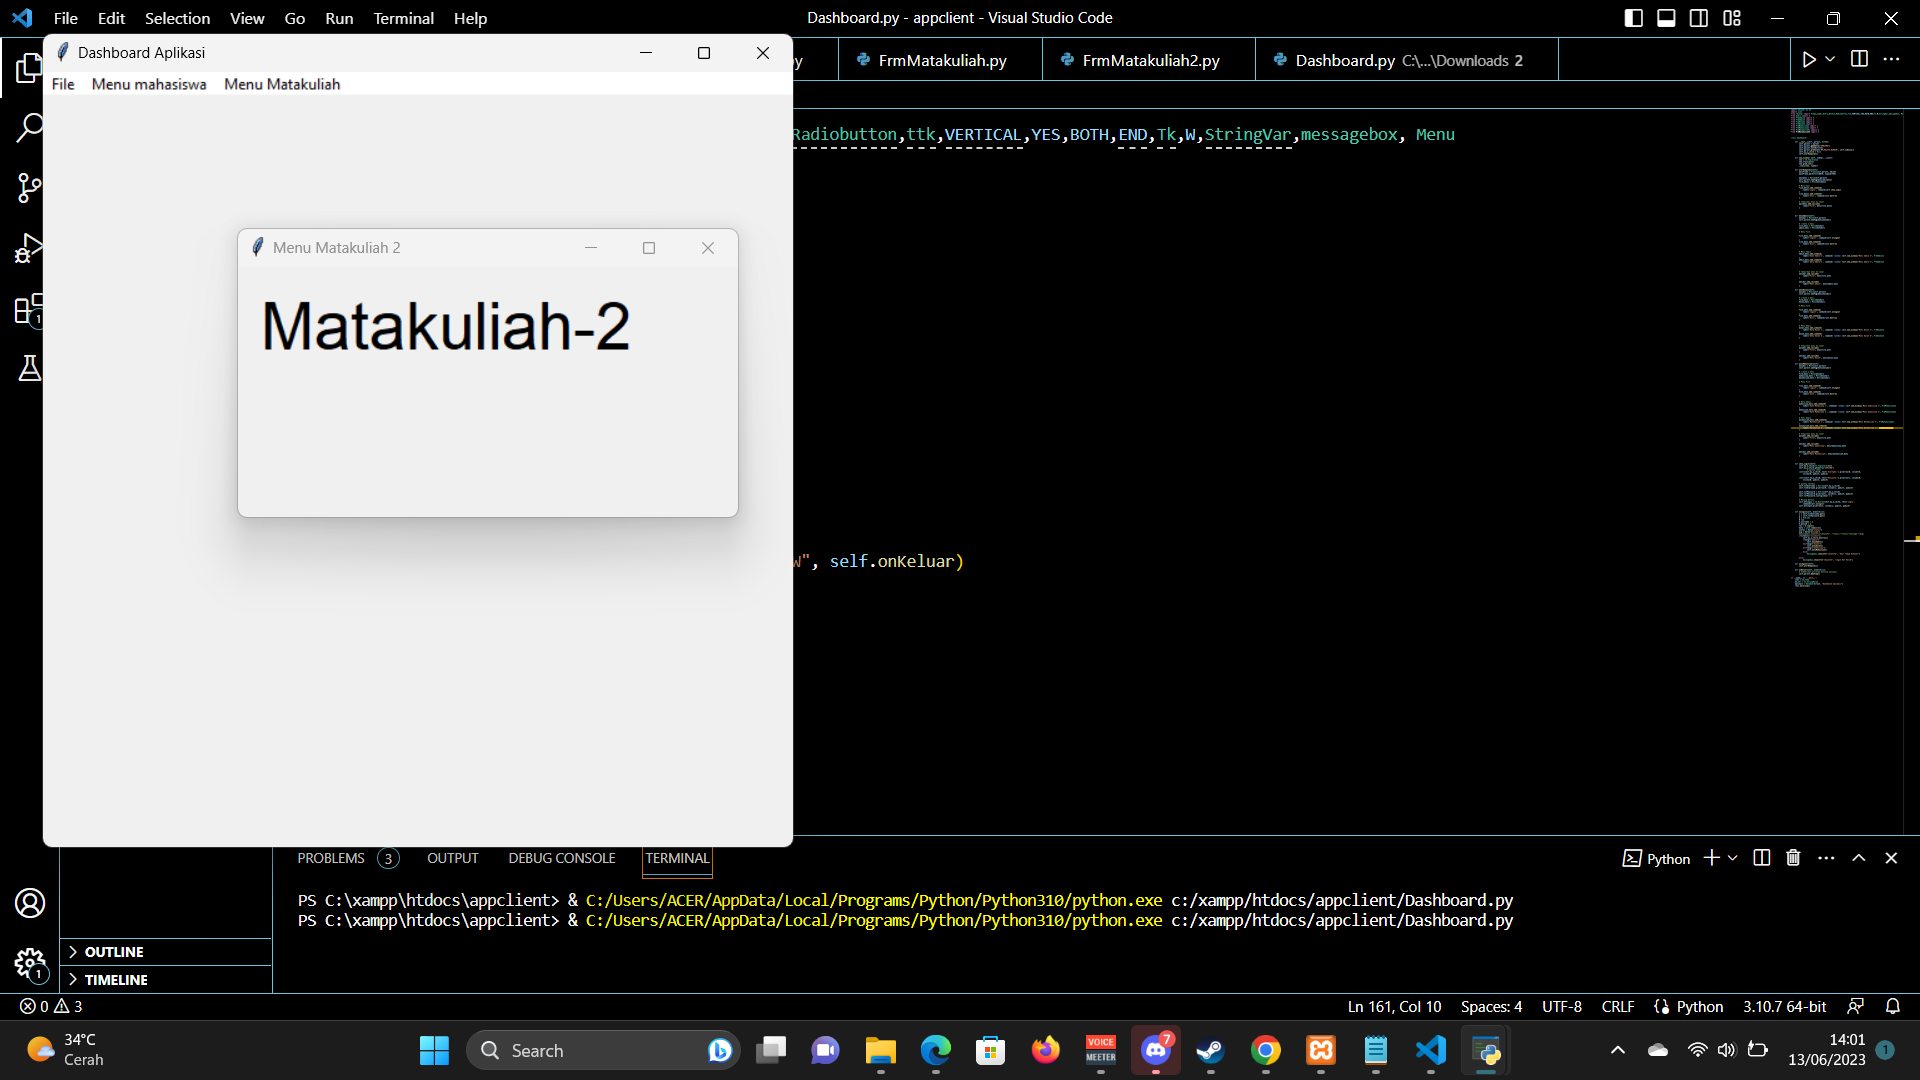 File Edit Selection View Go Run Terminal Help
Dashboard.py - appclient - Visual Studio Code
Dashboard Aplikasi
File Menu mahasiswa Menu Matakuliah
y FrmMatakuliah.py FrmMatakuliah2.py Dashboard.py C:\...\Downloads 2
Radiobutton,ttk,VERTICAL,YES,BOTH,END,Tk,W,StringVar,messagebox, Menu
Menu Matakuliah 2
Matakuliah-2
W", self.onKeluar)
1
PROBLEMS 3 OUTPUT DEBUG CONSOLE TERMINAL
Python
PS C:\xampp\htdocs\appclient> & C:/Users/ACER/AppData/Local/Programs/Python/Python310/python.exe c:/xampp/htdocs/appclient/Dashboard.py
PS C:\xampp\htdocs\appclient> & C:/Users/ACER/AppData/Local/Programs/Python/Python310/python.exe c:/xampp/htdocs/appclient/Dashboard.py
OUTLINE
1
TIMELINE
0 3
Ln 161, Col 10 Spaces: 4 UTF-8 CRLF Python 3.10.7 64-bit
34°C
Cerah
Search
VOICE
MEETER
7
14:01
13/06/2023
1